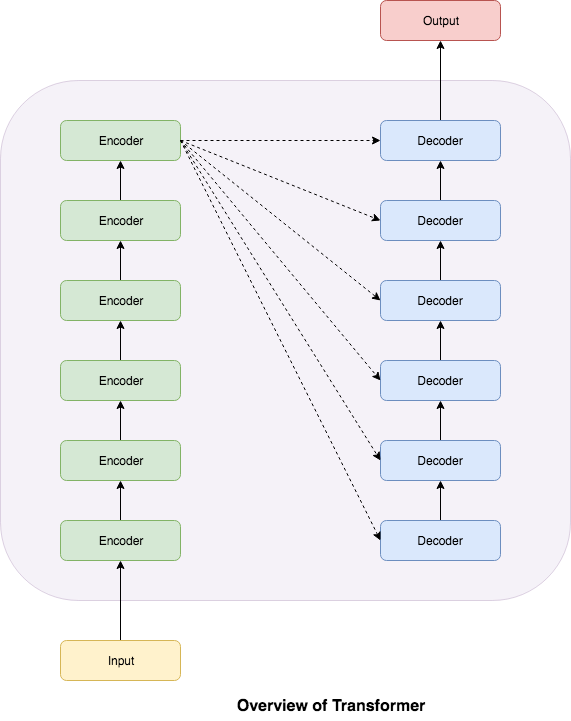 Output
Encoder
Decoder
Encoder
Decoder
Encoder
Decoder
Encoder
Decoder
Encoder
Decoder
Encoder
Decoder
Input
Overview of Transformer